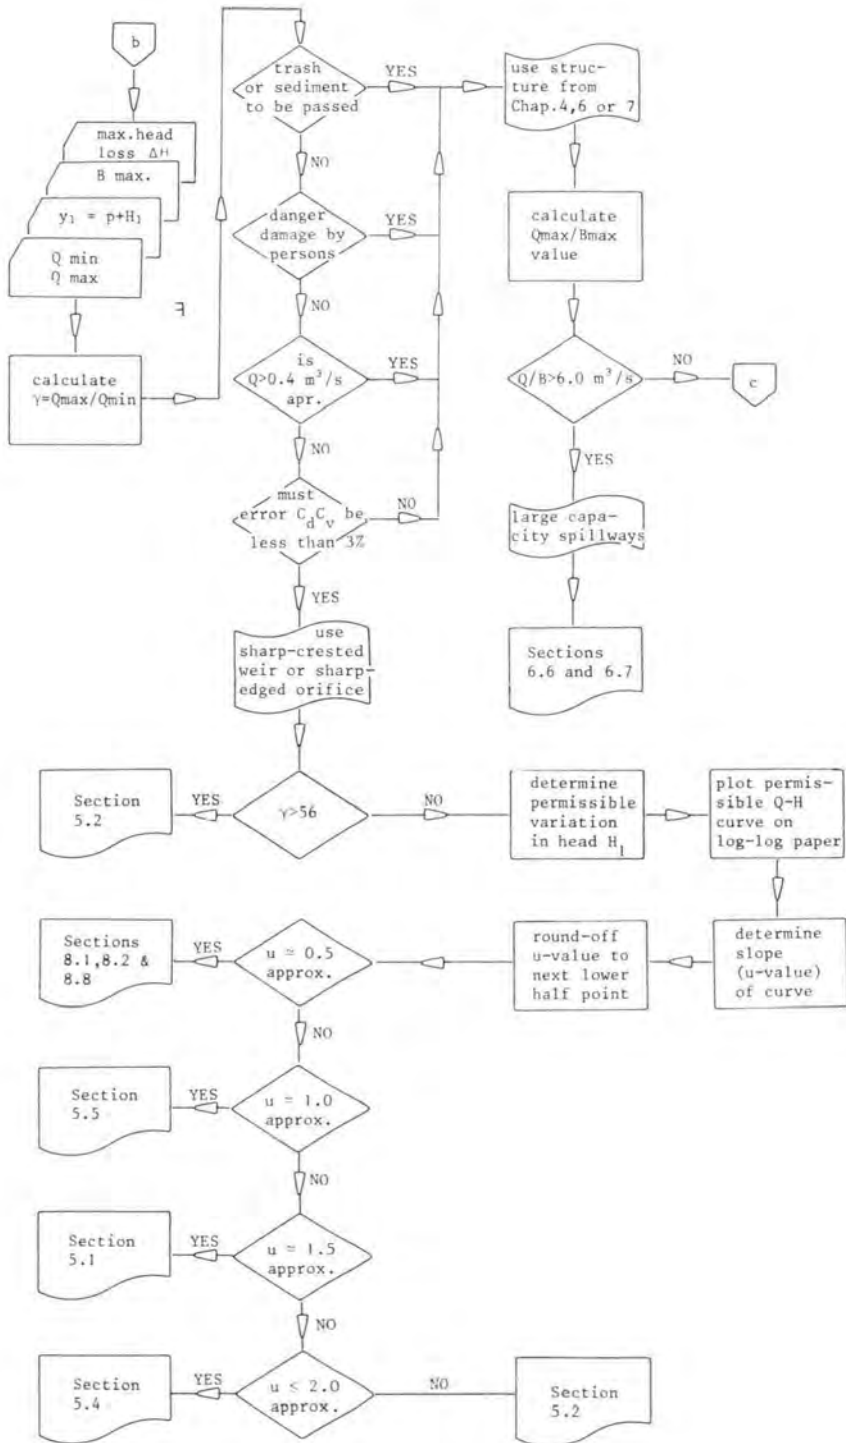 b
max.head
loss ΔH
B max.
y₁ = p+H₁
Q min
Q max
calculate
γ=Qmax/Qmin
trash
or sediment
to be passed
YES
NO
danger
damage by
persons
YES
NO
is
Q>0.4 m³/s
apr.
YES
NO
must
error C_d C_v be
less than 3%
NO
YES
use
sharp-crested
weir or sharp-
edged orifice
use struc-
ture from
Chap.4,6 or 7
calculate
Qmax/Bmax
value
Q/B>6.0 m³/s
NO
c
YES
large capa-
city spillways
Sections
6.6 and 6.7
γ>56
YES
Section
5.2
NO
determine
permissible
variation
in head H₁
plot permis-
sible Q-H
curve on
log-log paper
determine
slope
(u-value)
of curve
round-off
u-value to
next lower
half point
u = 0.5
approx.
YES
Sections
8.1,8.2 &
8.8
NO
u = 1.0
approx.
YES
Section
5.5
NO
u = 1.5
approx.
YES
Section
5.1
NO
u ≤ 2.0
approx.
YES
Section
5.4
NO
Section
5.2